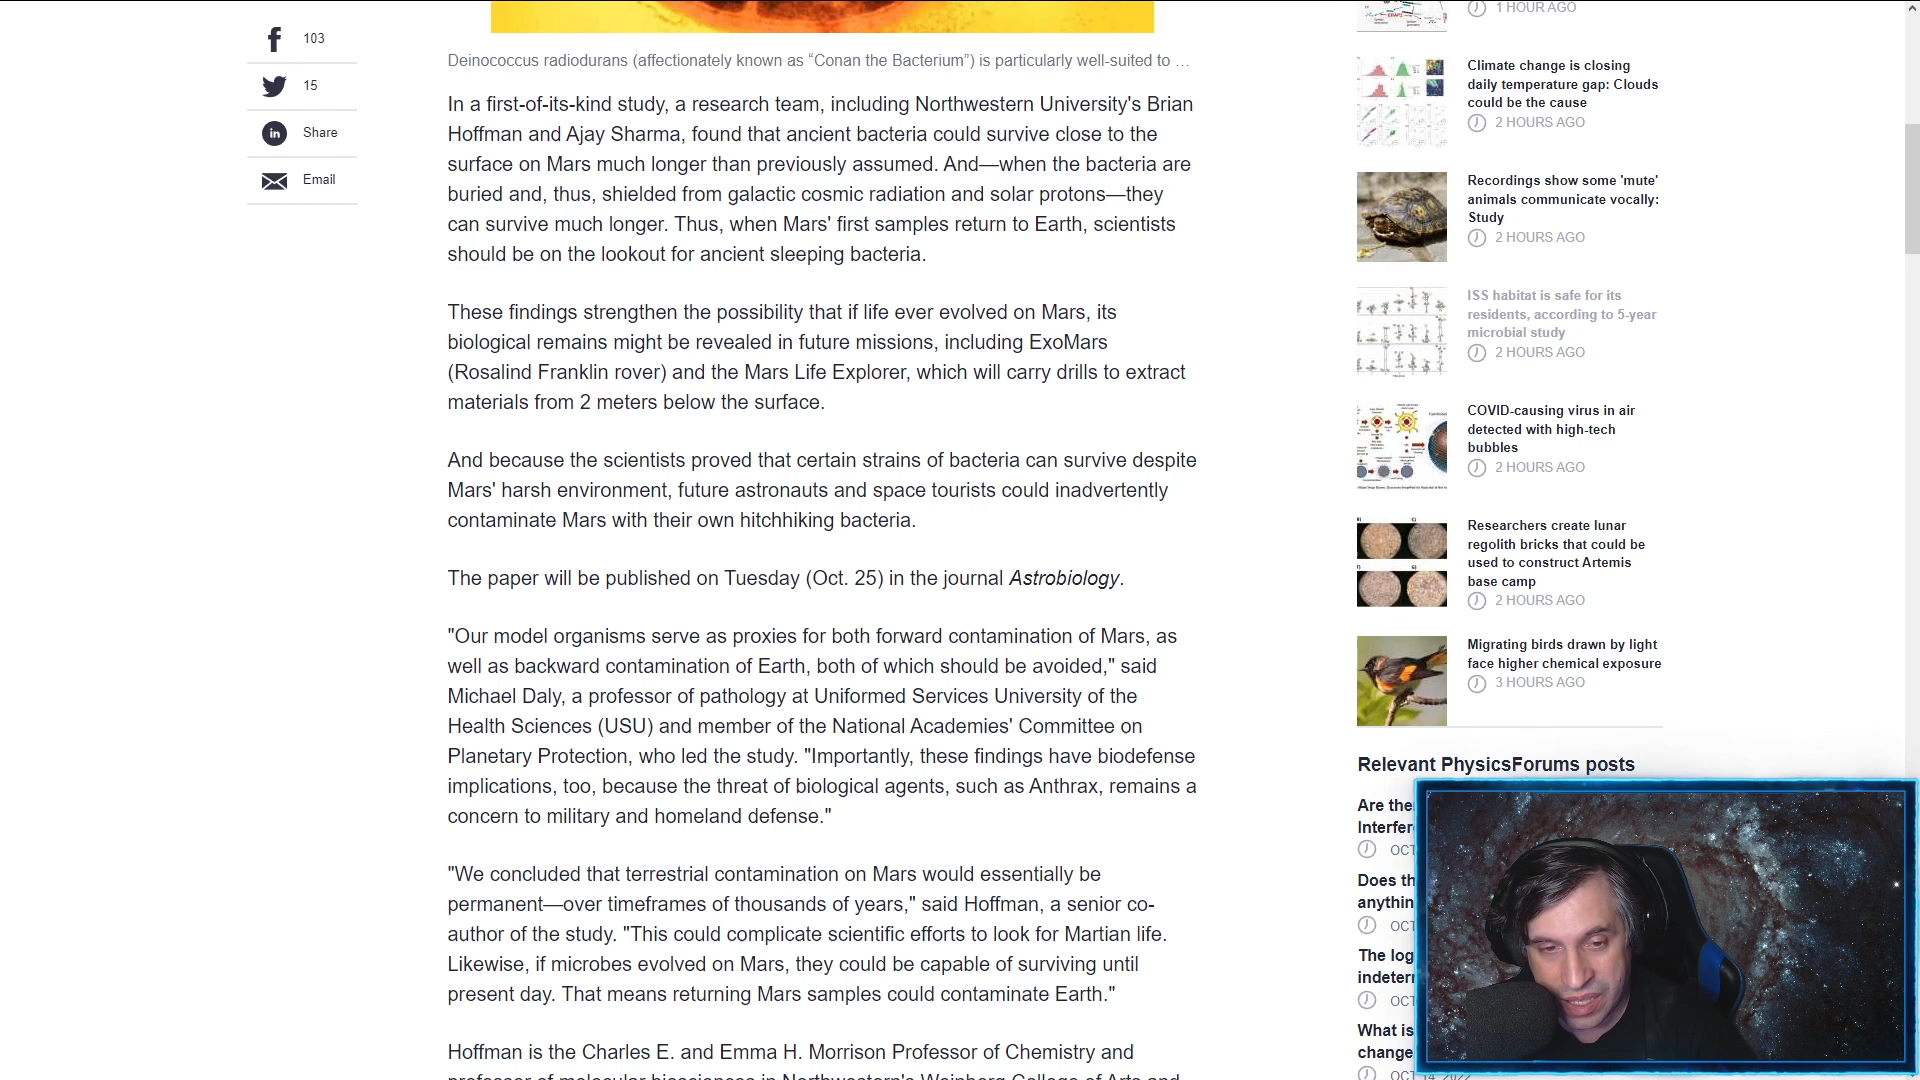 103
15
Share
Email
Deinococcus radiodurans (affectionately known as “Conan the Bacterium”) is particularly well-suited to …
In a first-of-its-kind study, a research team, including Northwestern University's Brian
Hoffman and Ajay Sharma, found that ancient bacteria could survive close to the
surface on Mars much longer than previously assumed. And—when the bacteria are
buried and, thus, shielded from galactic cosmic radiation and solar protons—they
can survive much longer. Thus, when Mars' first samples return to Earth, scientists
should be on the lookout for ancient sleeping bacteria.
These findings strengthen the possibility that if life ever evolved on Mars, its
biological remains might be revealed in future missions, including ExoMars
(Rosalind Franklin rover) and the Mars Life Explorer, which will carry drills to extract
materials from 2 meters below the surface.
And because the scientists proved that certain strains of bacteria can survive despite
Mars' harsh environment, future astronauts and space tourists could inadvertently
contaminate Mars with their own hitchhiking bacteria.
The paper will be published on Tuesday (Oct. 25) in the journal Astrobiology.
"Our model organisms serve as proxies for both forward contamination of Mars, as
well as backward contamination of Earth, both of which should be avoided," said
Michael Daly, a professor of pathology at Uniformed Services University of the
Health Sciences (USU) and member of the National Academies' Committee on
Planetary Protection, who led the study. "Importantly, these findings have biodefense
implications, too, because the threat of biological agents, such as Anthrax, remains a
concern to military and homeland defense."
"We concluded that terrestrial contamination on Mars would essentially be
permanent—over timeframes of thousands of years," said Hoffman, a senior co-
author of the study. "This could complicate scientific efforts to look for Martian life.
Likewise, if microbes evolved on Mars, they could be capable of surviving until
present day. That means returning Mars samples could contaminate Earth."
Hoffman is the Charles E. and Emma H. Morrison Professor of Chemistry and
professor of molecular biosciences in Northwestern's Weinberg College of Arts and
1 HOUR AGO
Climate change is closing
daily temperature gap: Clouds
could be the cause
2 HOURS AGO
Recordings show some 'mute'
animals communicate vocally:
Study
2 HOURS AGO
ISS habitat is safe for its
residents, according to 5-year
microbial study
2 HOURS AGO
COVID-causing virus in air
detected with high-tech
bubbles
2 HOURS AGO
Researchers create lunar
regolith bricks that could be
used to construct Artemis
base camp
2 HOURS AGO
Migrating birds drawn by light
face higher chemical exposure
3 HOURS AGO
Relevant PhysicsForums posts
Are the
Interfer
OCT
Does th
anythin
OCT
The log
indeter
OCT
What is
change
OCT 14, 2022